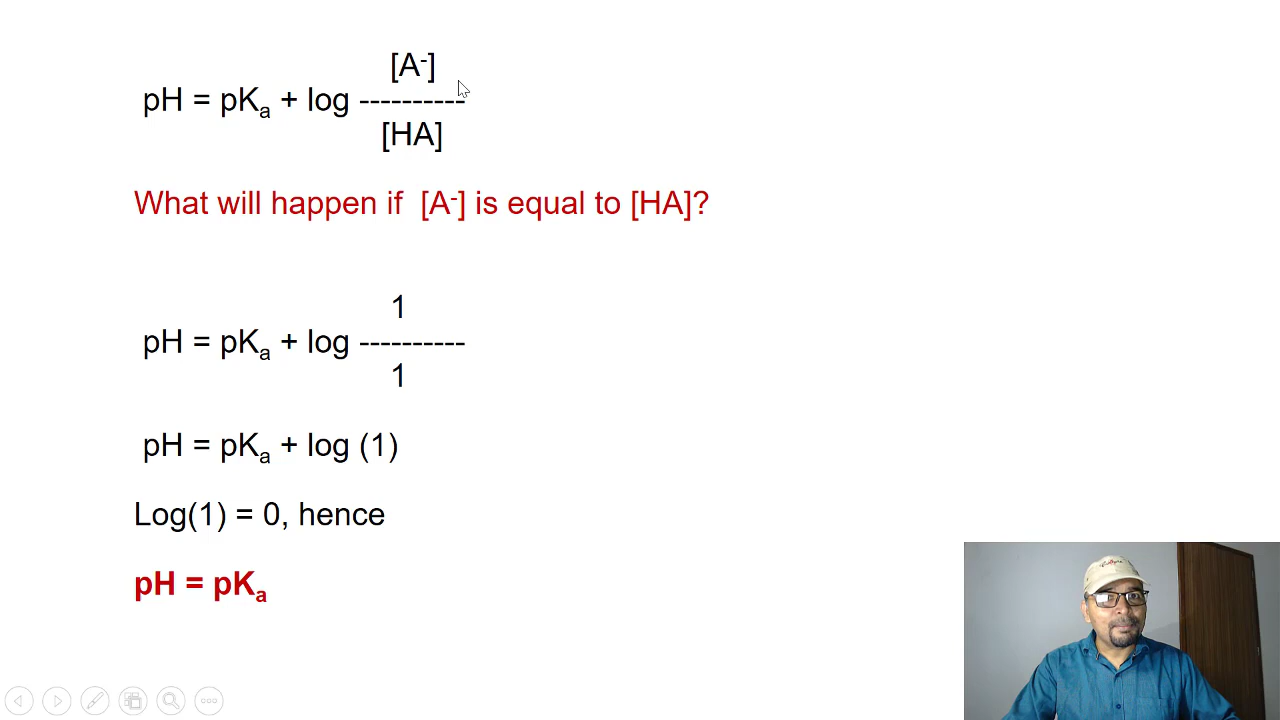 [A-]
pH = pKa + log ----------
[HA]
What will happen if [A-] is equal to [HA]?
1
pH = pKa + log ----------
1
pH = pKa + log (1)
Log(1) = 0, hence
pH = pKa